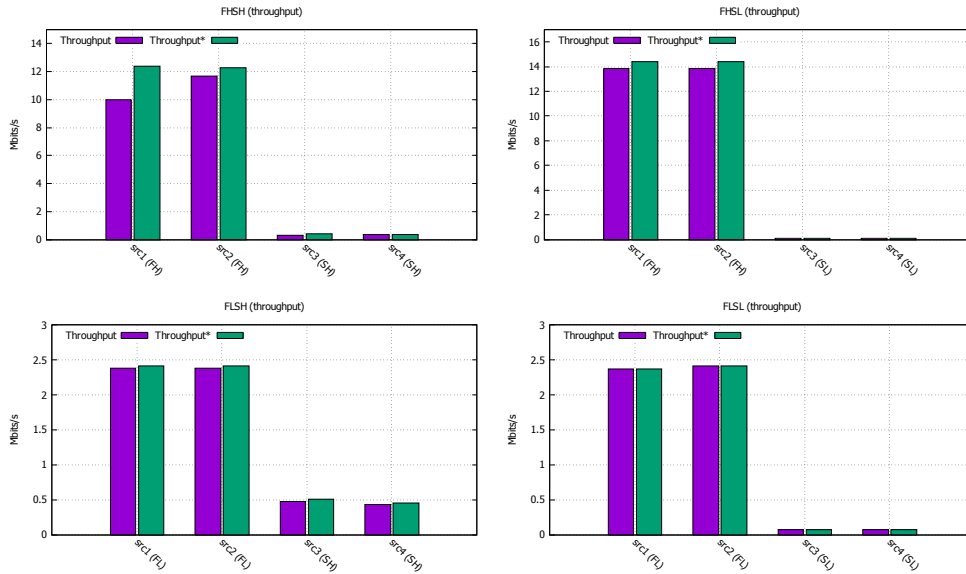 FHSH (throughput)
Throughput Throughput*
14
12
10
8
6
4
2
0
Mbits/s
src1 (FH)
src2 (FH)
src3 (SH)
src4 (SH)
FHSL (throughput)
Throughput Throughput*
16
14
12
10
8
6
4
2
0
Mbits/s
src1 (FH)
src2 (FH)
src3 (SL)
src4 (SL)
FLSH (throughput)
Throughput Throughput*
3
2.5
2
1.5
1
0.5
0
Mbits/s
src1 (FL)
src2 (FL)
src3 (SH)
src4 (SH)
FLSL (throughput)
Throughput Throughput*
3
2.5
2
1.5
1
0.5
0
Mbits/s
src1 (FL)
src2 (FL)
src3 (SL)
src4 (SL)